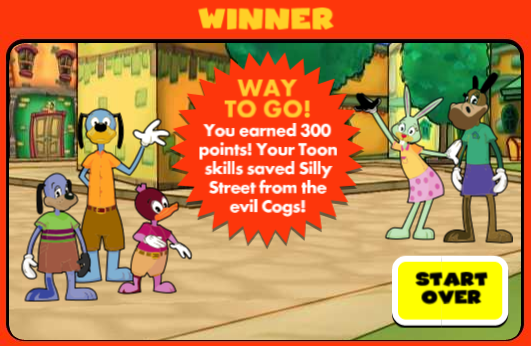 WINNER
WAY
TO GO!
You earned 300
points! Your Toon
skills saved Silly
Street from the
evil Cogs!
START
OVER